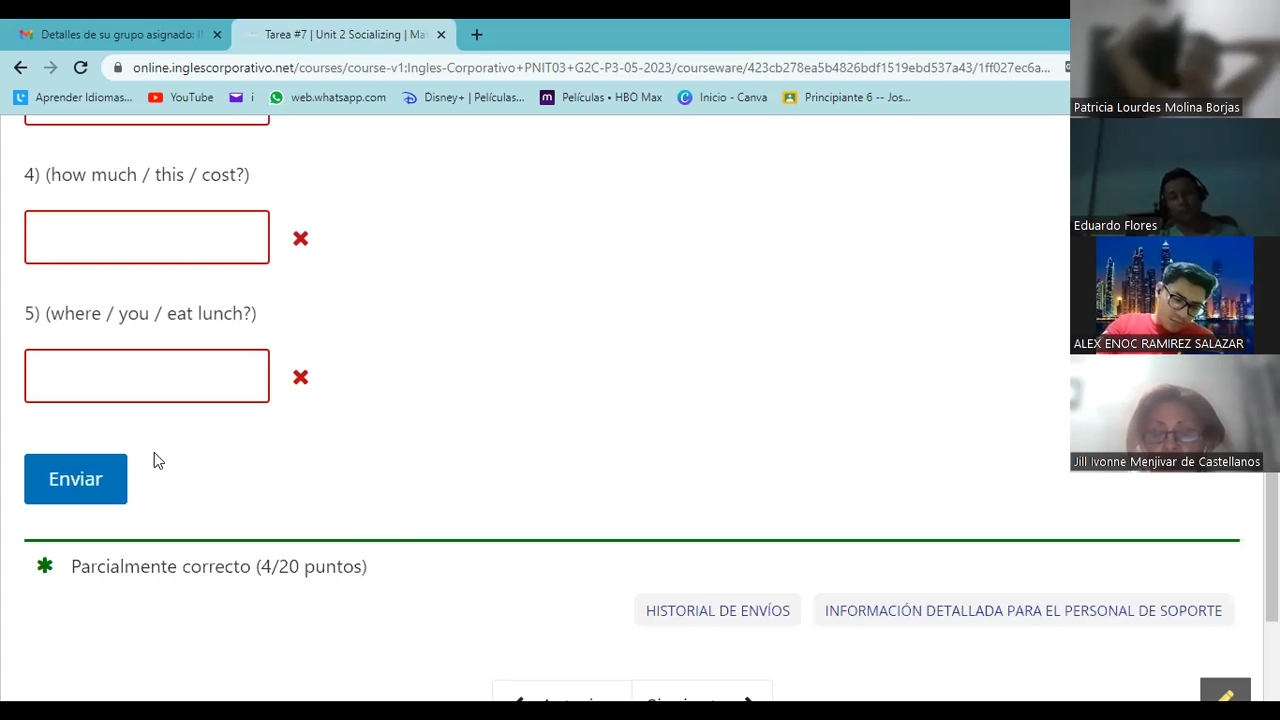 Detalles de su grupo asignado: I
Tarea #7 | Unit 2 Socializing | Ma
online.inglescorporativo.net/courses/course-v1:Ingles-Corporativo+PNIT03+G2C-P3-05-2023/courseware/423cb278ea5b4826bdf1519ebd537a43/1ff027ec6a...
Aprender Idiomas...
YouTube
i
web.whatsapp.com
Disney+ | Películas...
Películas • HBO Max
Inicio - Canva
Principiante 6 -- Jos...
4) (how much / this / cost?)
5) (where / you / eat lunch?)
Enviar
Parcialmente correcto (4/20 puntos)
HISTORIAL DE ENVÍOS
INFORMACIÓN DETALLADA PARA EL PERSONAL DE SOPORTE
Patricia Lourdes Molina Borjas
Eduardo Flores
ALEX ENOC RAMIREZ SALAZAR
Jill Ivonne Menjivar de Castellanos